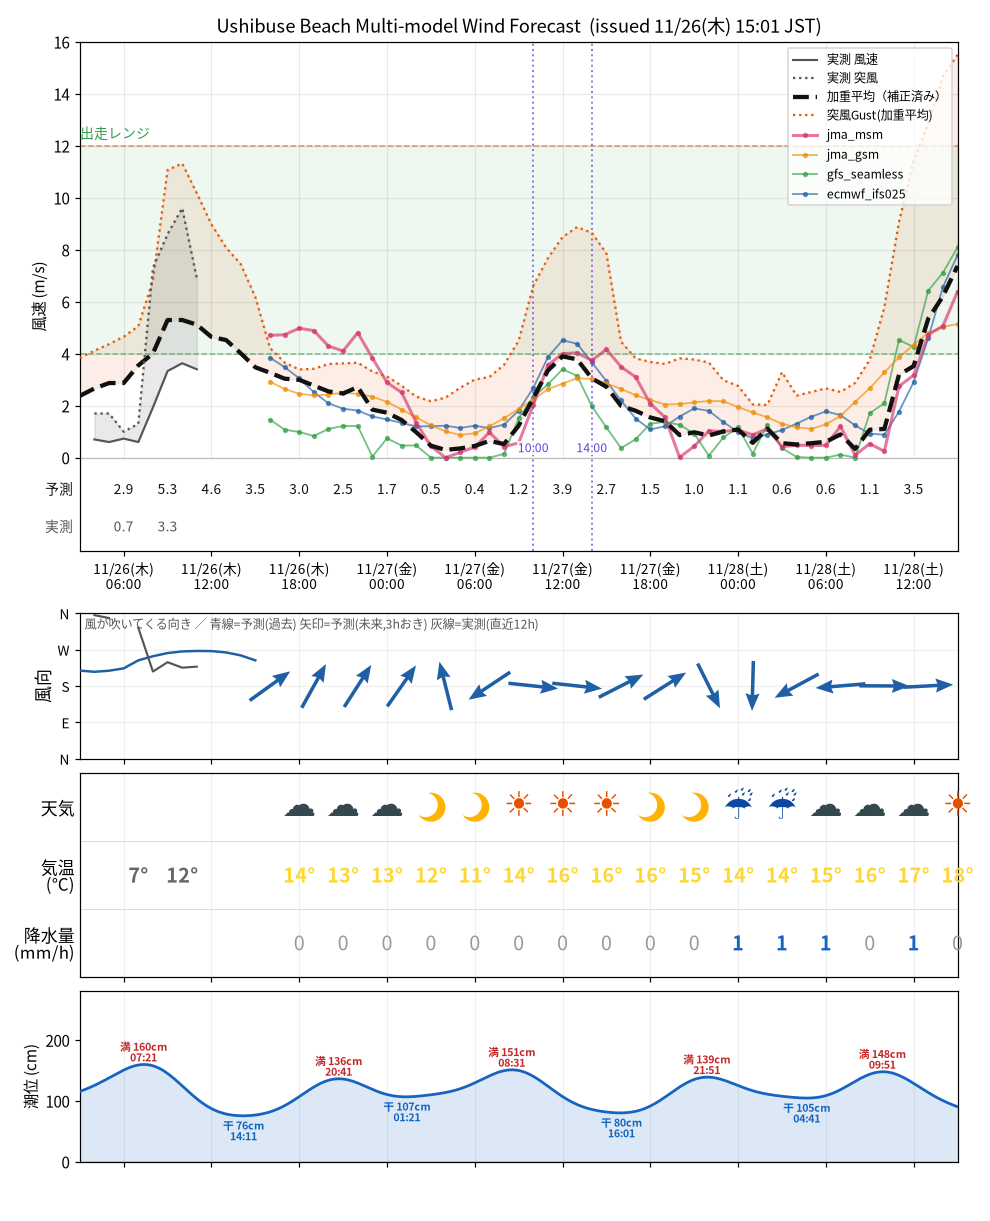 Ushibuse Beach Multi-model Wind Forecast (issued 11/26(木) 15:01 JST)
風速 (m/s)
16
14
12
10
8
6
4
2
0
出走レンジ
実測 風速
実測 突風
加重平均（補正済み）
突風Gust(加重平均)
jma_msm
jma_gsm
gfs_seamless
ecmwf_ifs025
10:00 14:00
予測 2.9 5.3 4.6 3.5 3.0 2.5 1.7 0.5 0.4 1.2 3.9 2.7 1.5 1.0 1.1 0.6 0.6 1.1 3.5
実測 0.7 3.3
11/26(木) 11/26(木) 11/26(木) 11/27(金) 11/27(金) 11/27(金) 11/27(金) 11/28(土) 11/28(土) 11/28(土)
06:00 12:00 18:00 00:00 06:00 12:00 18:00 00:00 06:00 12:00
風向
N
W
S
E
N
風が吹いてくる向き ／ 青線=予測(過去) 矢印=予測(未来,3hおき) 灰線=実測(直近12h)
天気
気温
(℃)
7° 12° 14° 13° 13° 12° 11° 14° 16° 16° 16° 15° 14° 14° 15° 16° 17° 18°
降水量
(mm/h)
0 0 0 0 0 0 0 0 0 0 1 1 1 0 1 0
潮位 (cm)
200
100
0
満 160cm
07:21
干 76cm
14:11
満 136cm
20:41
干 107cm
01:21
満 151cm
08:31
干 80cm
16:01
満 139cm
21:51
干 105cm
04:41
満 148cm
09:51